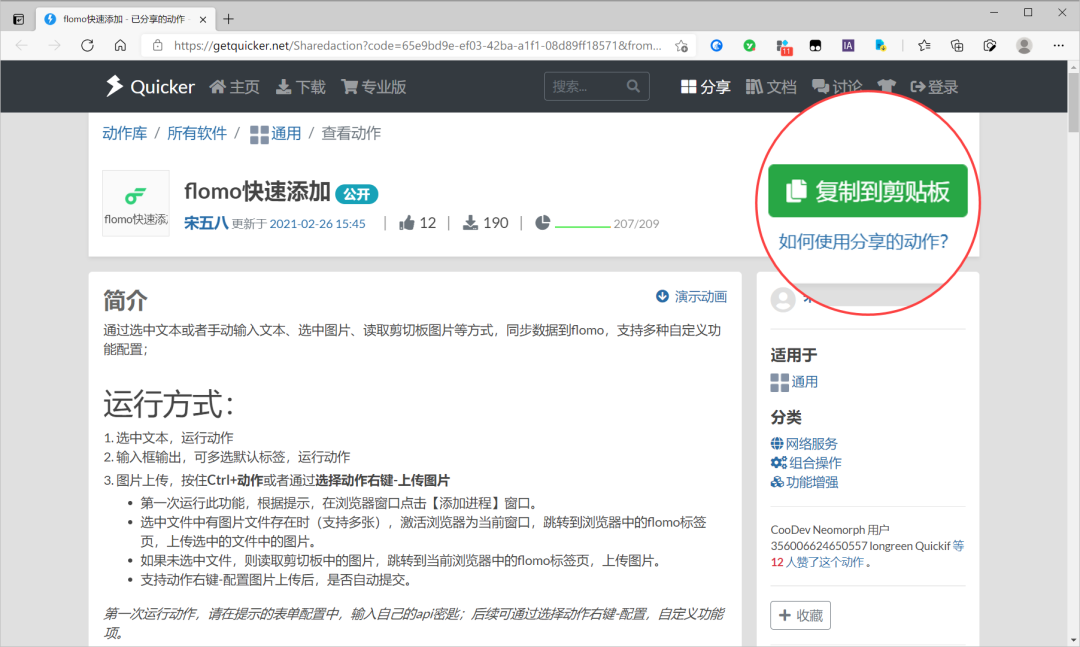 flomo快速添加 - 已分享的动作
https://getquicker.net/Sharedaction?code=65e9bd9e-ef03-42ba-a1f1-08d89ff18571&from...
11
IA
Quicker 主页 下载 专业版 搜索... 分享 文档 讨论 登录
动作库 / 所有软件 / 通用 / 查看动作
flomo快速添加 公开
flomo快速添
宋五八 更新于 2021-02-26 15:45 | 12 | 190 | 207/209
复制到剪贴板
如何使用分享的动作?
简介
演示动画
通过选中文本或者手动输入文本、选中图片、读取剪切板图片等方式，同步数据到flomo，支持多种自定义功
能配置；
运行方式：
1. 选中文本，运行动作
2. 输入框输出，可多选默认标签，运行动作
3. 图片上传，按住Ctrl+动作或者通过选择动作右键-上传图片
• 第一次运行此功能，根据提示，在浏览器窗口点击【添加进程】窗口。
• 选中文件中有图片文件存在时（支持多张），激活浏览器为当前窗口，跳转到浏览器中的flomo标签
页，上传选中的文件中的图片。
• 如果未选中文件，则读取剪切板中的图片，跳转到当前浏览器中的flomo标签页，上传图片。
• 支持动作右键-配置图片上传后，是否自动提交。
第一次运行动作，请在提示的表单配置中，输入自己的api密匙；后续可通过选择动作右键-配置，自定义功能
项。
适用于
通用
分类
网络服务
组合操作
功能增强
CooDev Neomorph 用户
356006624650557 longreen Quickif 等
12 人赞了这个动作 。
+ 收藏